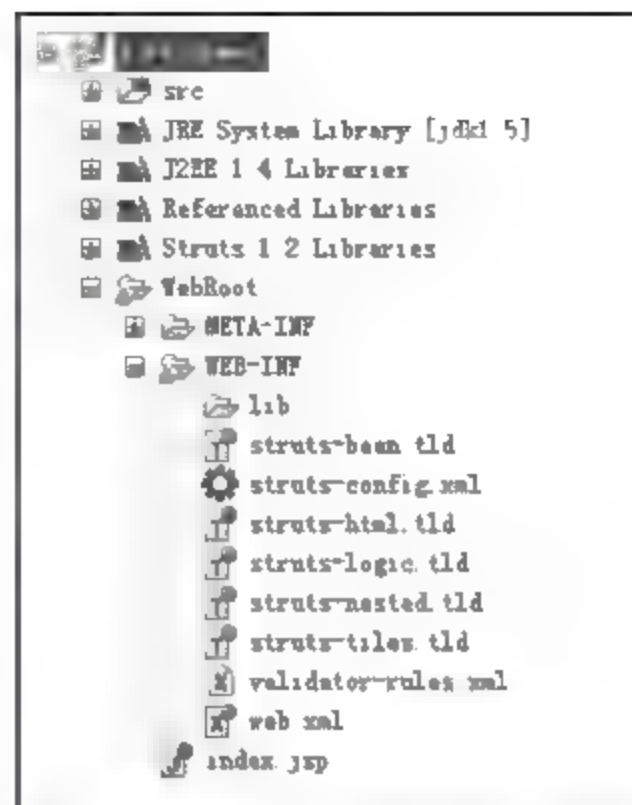 src
JRE System Library [jdk1 5]
J2EE 1 4 Libraries
Referenced Libraries
Struts 1 2 Libraries
WebRoot
META-INF
WEB-INF
lib
struts-bean tld
struts-config.xml
struts-html.tld
struts-logic.tld
struts-nested.tld
struts-tiles tld
validator-rules xml
web xml
index jsp